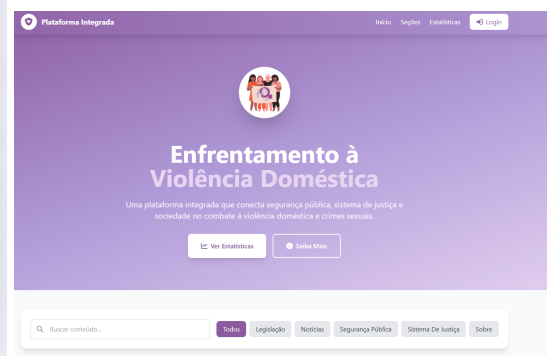 Plataforma Integrada
Início Seções Estatísticas Login
Enfrentamento à
Violência Doméstica
Uma plataforma integrada que conecta segurança pública, sistema de justiça e
sociedade no combate à violência doméstica e crimes sexuais.
Ver Estatísticas Saiba Mais
Buscar conteúdo... Todos Legislação Notícias Segurança Pública Sistema De Justiça Sobre